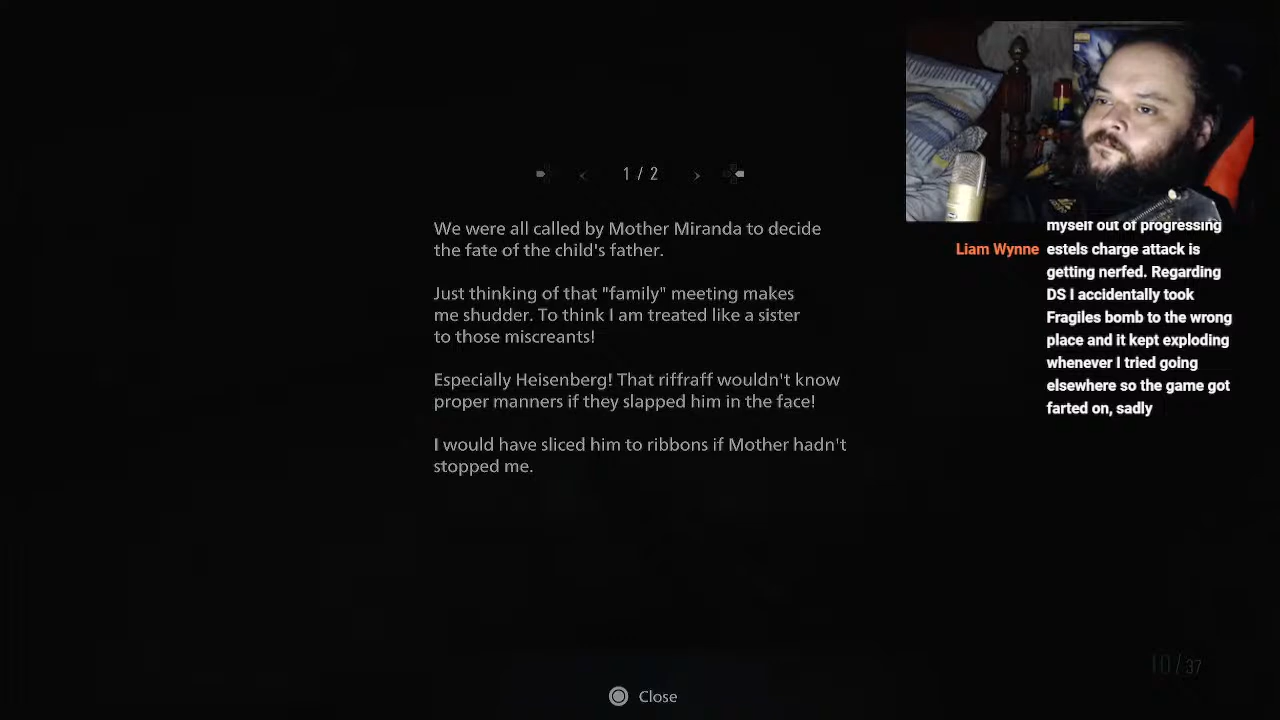 1 / 2
We were all called by Mother Miranda to decide
the fate of the child's father.
Just thinking of that "family" meeting makes
me shudder. To think I am treated like a sister
to those miscreants!
Especially Heisenberg! That riffraff wouldn't know
proper manners if they slapped him in the face!
I would have sliced him to ribbons if Mother hadn't
stopped me.
10/37
Close
myself out of progressing
Liam Wynne estels charge attack is
getting nerfed. Regarding
DS I accidentally took
Fragiles bomb to the wrong
place and it kept exploding
whenever I tried going
elsewhere so the game got
farted on, sadly